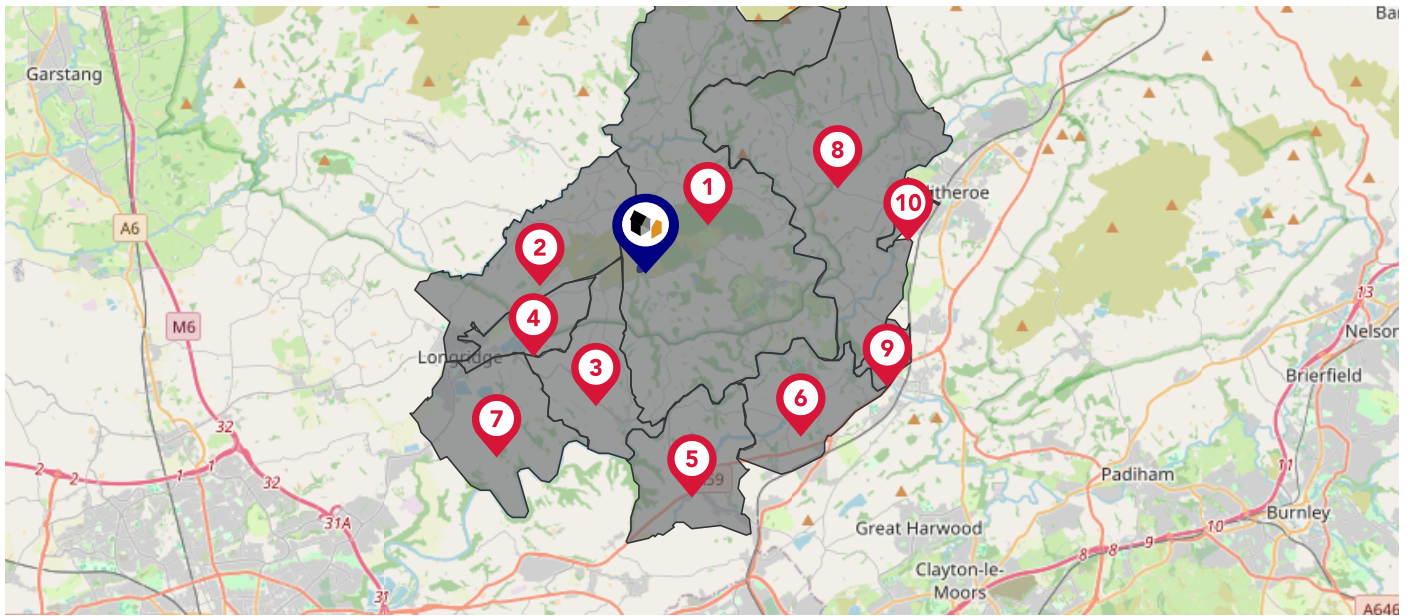 Garstang
8
1
itheroe
10
A6
2
13
M6
4
Nelson
Longridge
9
3
Brierfield
6
7
32
5
59
2
2
1
1
32
11
Padiham
31A
10
Burnley
Great Harwood
9
8
8
Clayton-le-
Moors
31
A646